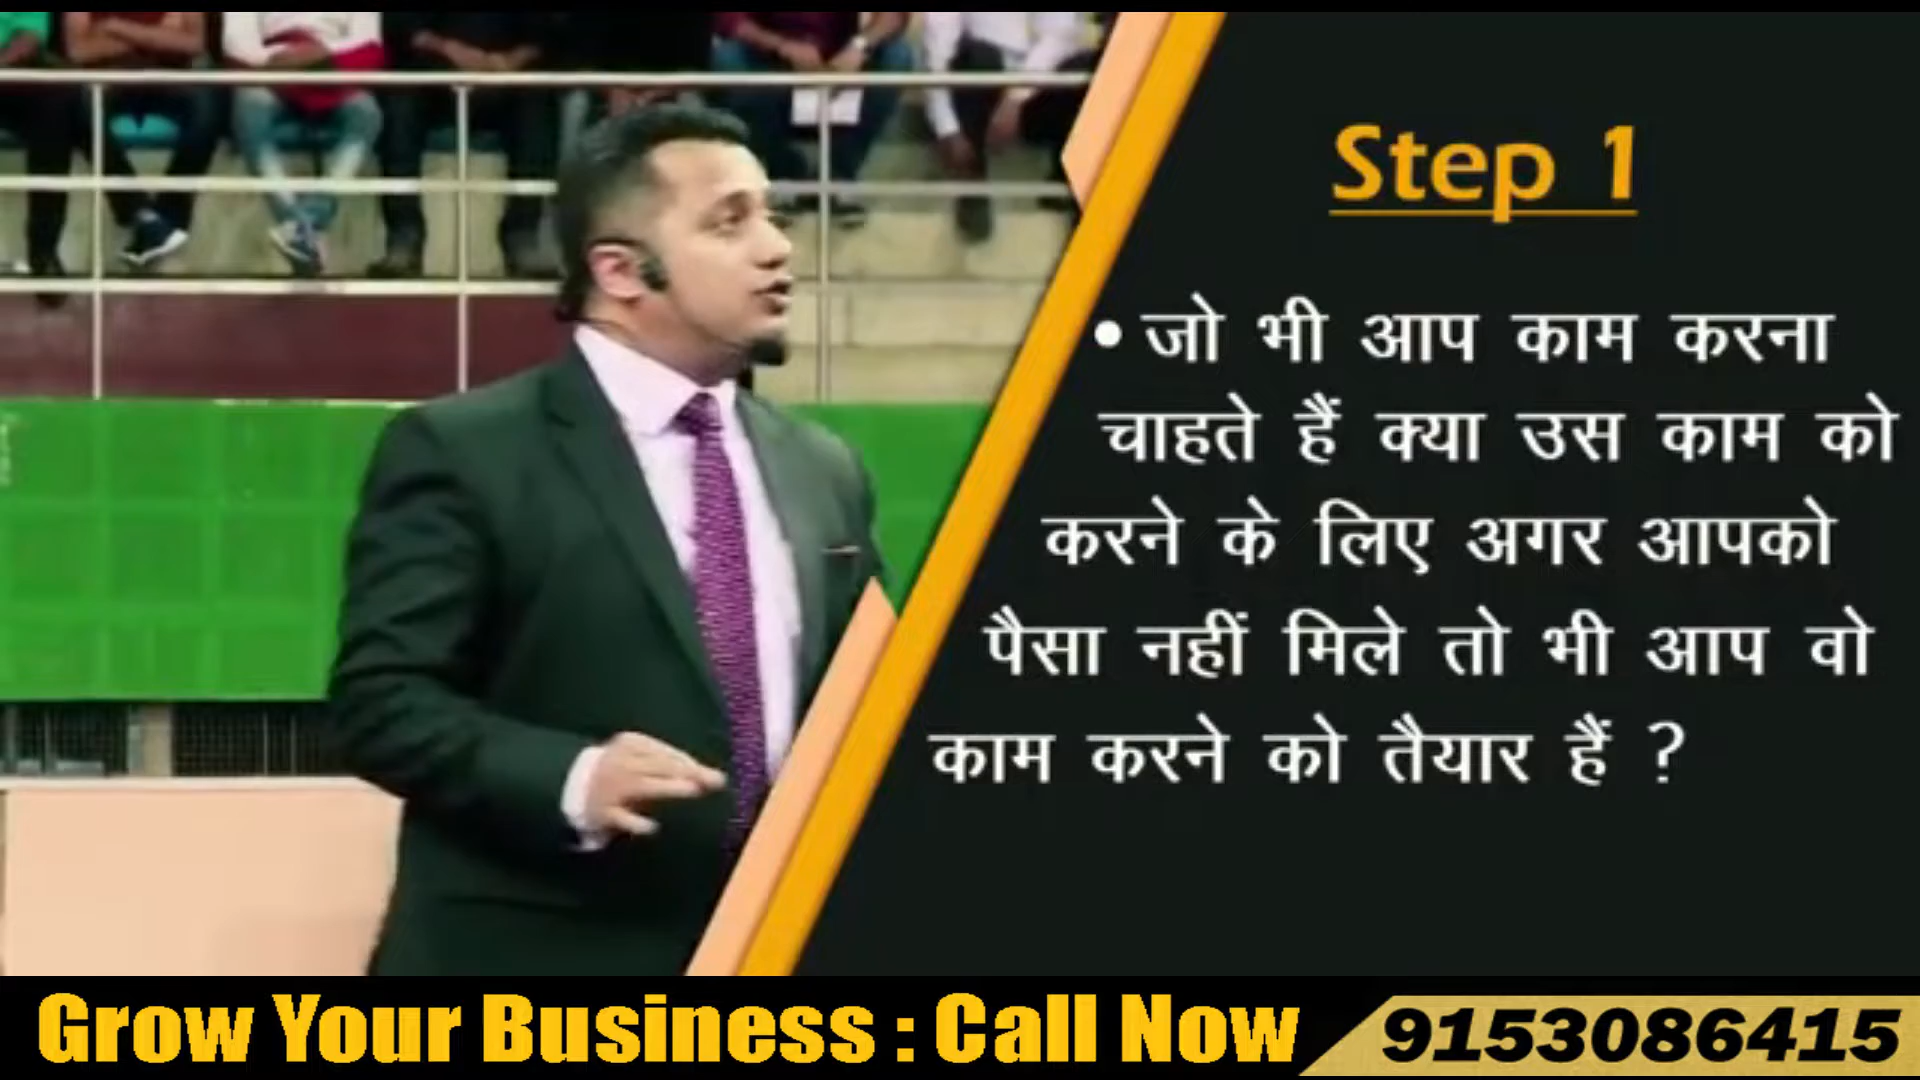 Step 1
• जो भी आप काम करना
चाहते हैं क्या उस काम को
करने के लिए अगर आपको
पैसा नहीं मिले तो भी आप वो
काम करने को तैयार हैं ?
Grow Your Business : Call Now 9153086415